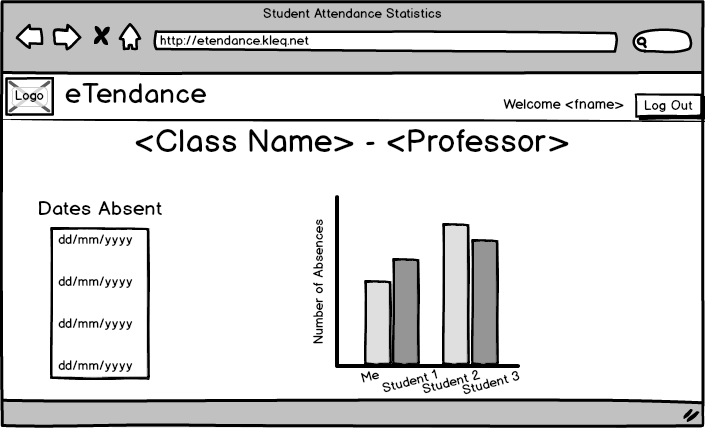 Student Attendance Statistics
http://etendance.kleq.net
Logo
eTendance
Welcome <fname>
Log Out
<Class Name> - <Professor>
Dates Absent
dd/mm/yyyy
dd/mm/yyyy
dd/mm/yyyy
dd/mm/yyyy
Number of Absences
Me
Student 1
Student 2
Student 3